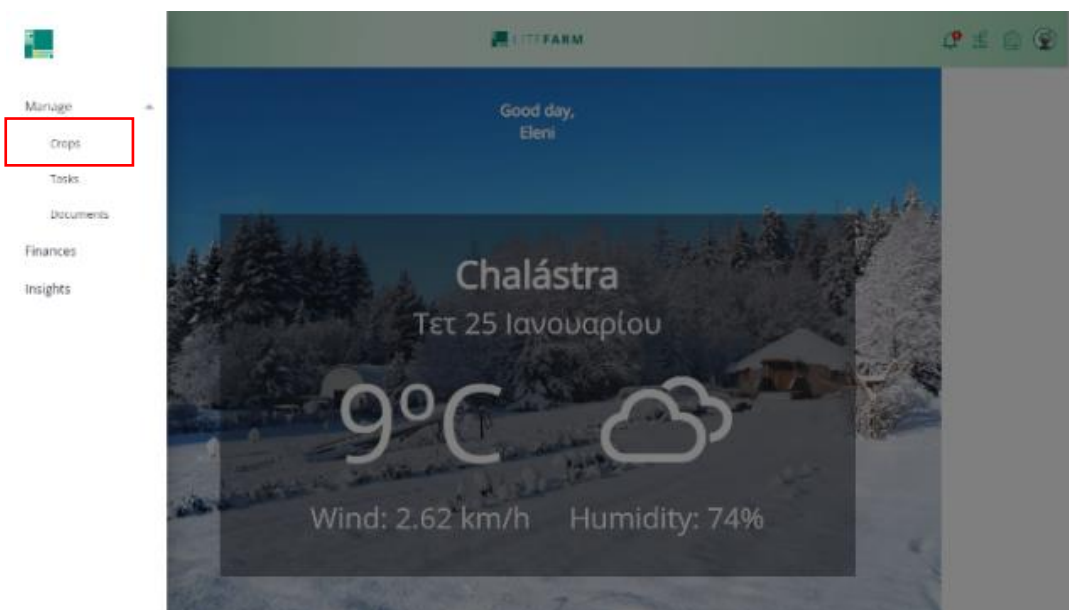 LITEFARM
Manage
Crops
Tasks
Documents
Finances
Insights
Good day,
Eleni
Chalástra
Τετ 25 Ιανουαρίου
9°C
Wind: 2.62 km/h Humidity: 74%